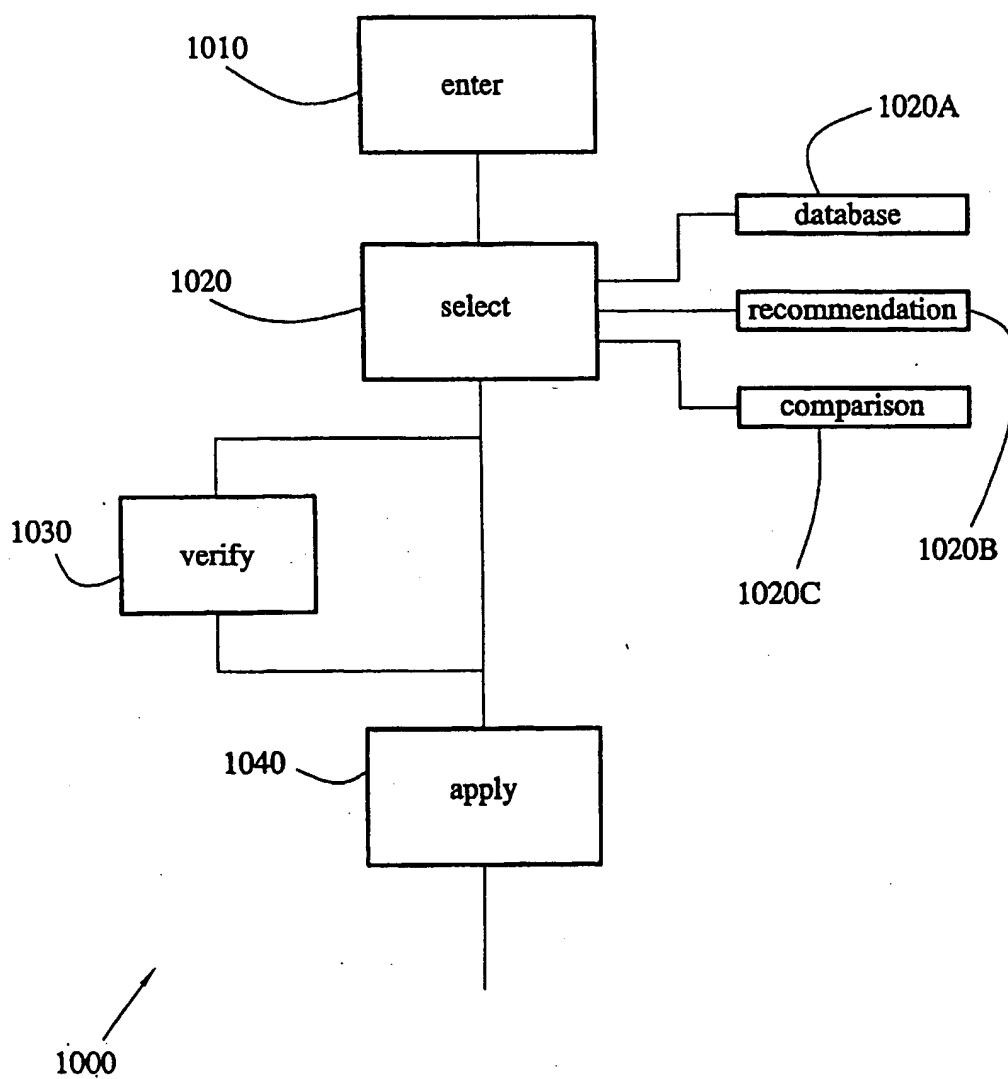 1010
enter
1020A
database
1020
select
recommendation
comparison
1030
verify
1020B
1020C
1040
apply
1000